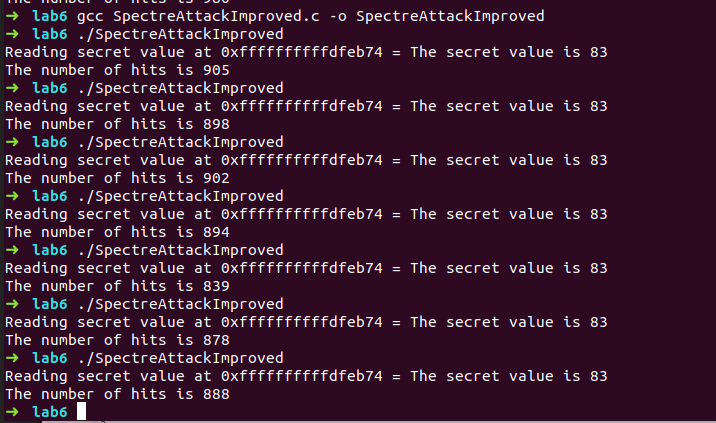 The number of hits is 980
→ lab6 gcc SpectreAttackImproved.c -o SpectreAttackImproved
→ lab6 ./SpectreAttackImproved
Reading secret value at 0xffffffffffdfeb74 = The secret value is 83
The number of hits is 905
→ lab6 ./SpectreAttackImproved
Reading secret value at 0xffffffffffdfeb74 = The secret value is 83
The number of hits is 898
→ lab6 ./SpectreAttackImproved
Reading secret value at 0xffffffffffdfeb74 = The secret value is 83
The number of hits is 902
→ lab6 ./SpectreAttackImproved
Reading secret value at 0xffffffffffdfeb74 = The secret value is 83
The number of hits is 894
→ lab6 ./SpectreAttackImproved
Reading secret value at 0xffffffffffdfeb74 = The secret value is 83
The number of hits is 839
→ lab6 ./SpectreAttackImproved
Reading secret value at 0xffffffffffdfeb74 = The secret value is 83
The number of hits is 878
→ lab6 ./SpectreAttackImproved
Reading secret value at 0xffffffffffdfeb74 = The secret value is 83
The number of hits is 888
→ lab6